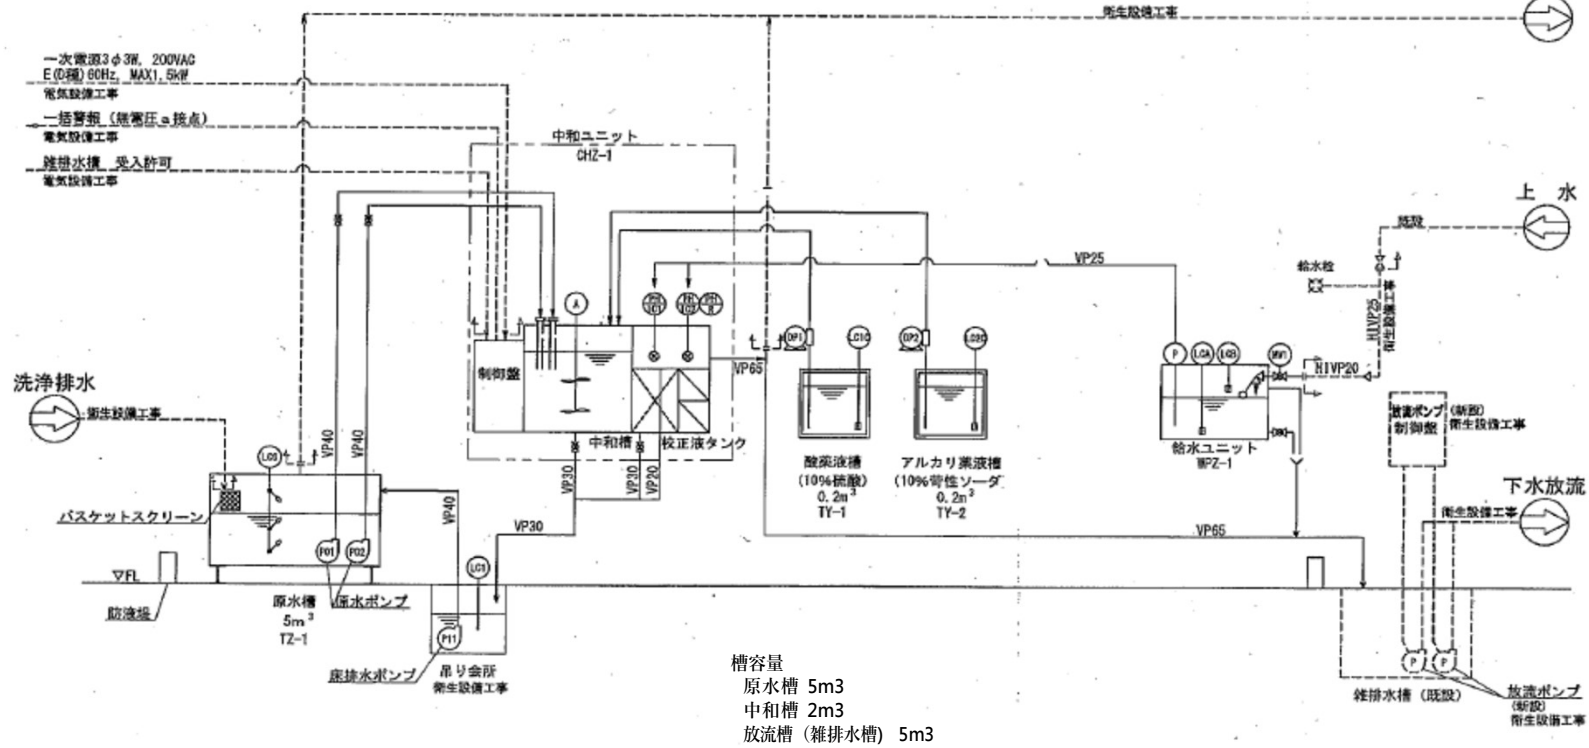 衛生設備工事
一次電源3φ3W, 200VAC
E(D種)60Hz, MAX1.5kW
電気設備工事
一括警報 (無電圧a接点)
電気設備工事
雑排水槽 受入許可
電気設備工事
中和ユニット
CHZ-1
上 水
既設
給水栓
HIVP25
衛生設備工事
VP25
A
DP1
LC1C
DP2
LC2C
P
LCA
LCB
MV1
HIVP20
制御盤
VP65
洗浄排水
衛生設備工事
VP40
VP40
LC0
バスケットスクリーン
P01
P02
中和槽
校正液タンク
VP30
VP30
VP20
VP40
VP30
酸薬液槽
(10%硫酸)
0.2m³
TY-1
アルカリ薬液槽
(10%苛性ソーダ)
0.2m³
TY-2
給水ユニット
WPZ-1
放流ポンプ
制御盤
(新設)
衛生設備工事
下水放流
衛生設備工事
VP65
▽FL
防液堤
原水槽
5m³
TZ-1
原水ポンプ
LC1
P11
床排水ポンプ
吊り会所
衛生設備工事
P
P
雑排水槽 (既設)
放流ポンプ
(新設)
衛生設備工事
槽容量
原水槽 5m3
中和槽 2m3
放流槽（雑排水槽） 5m3